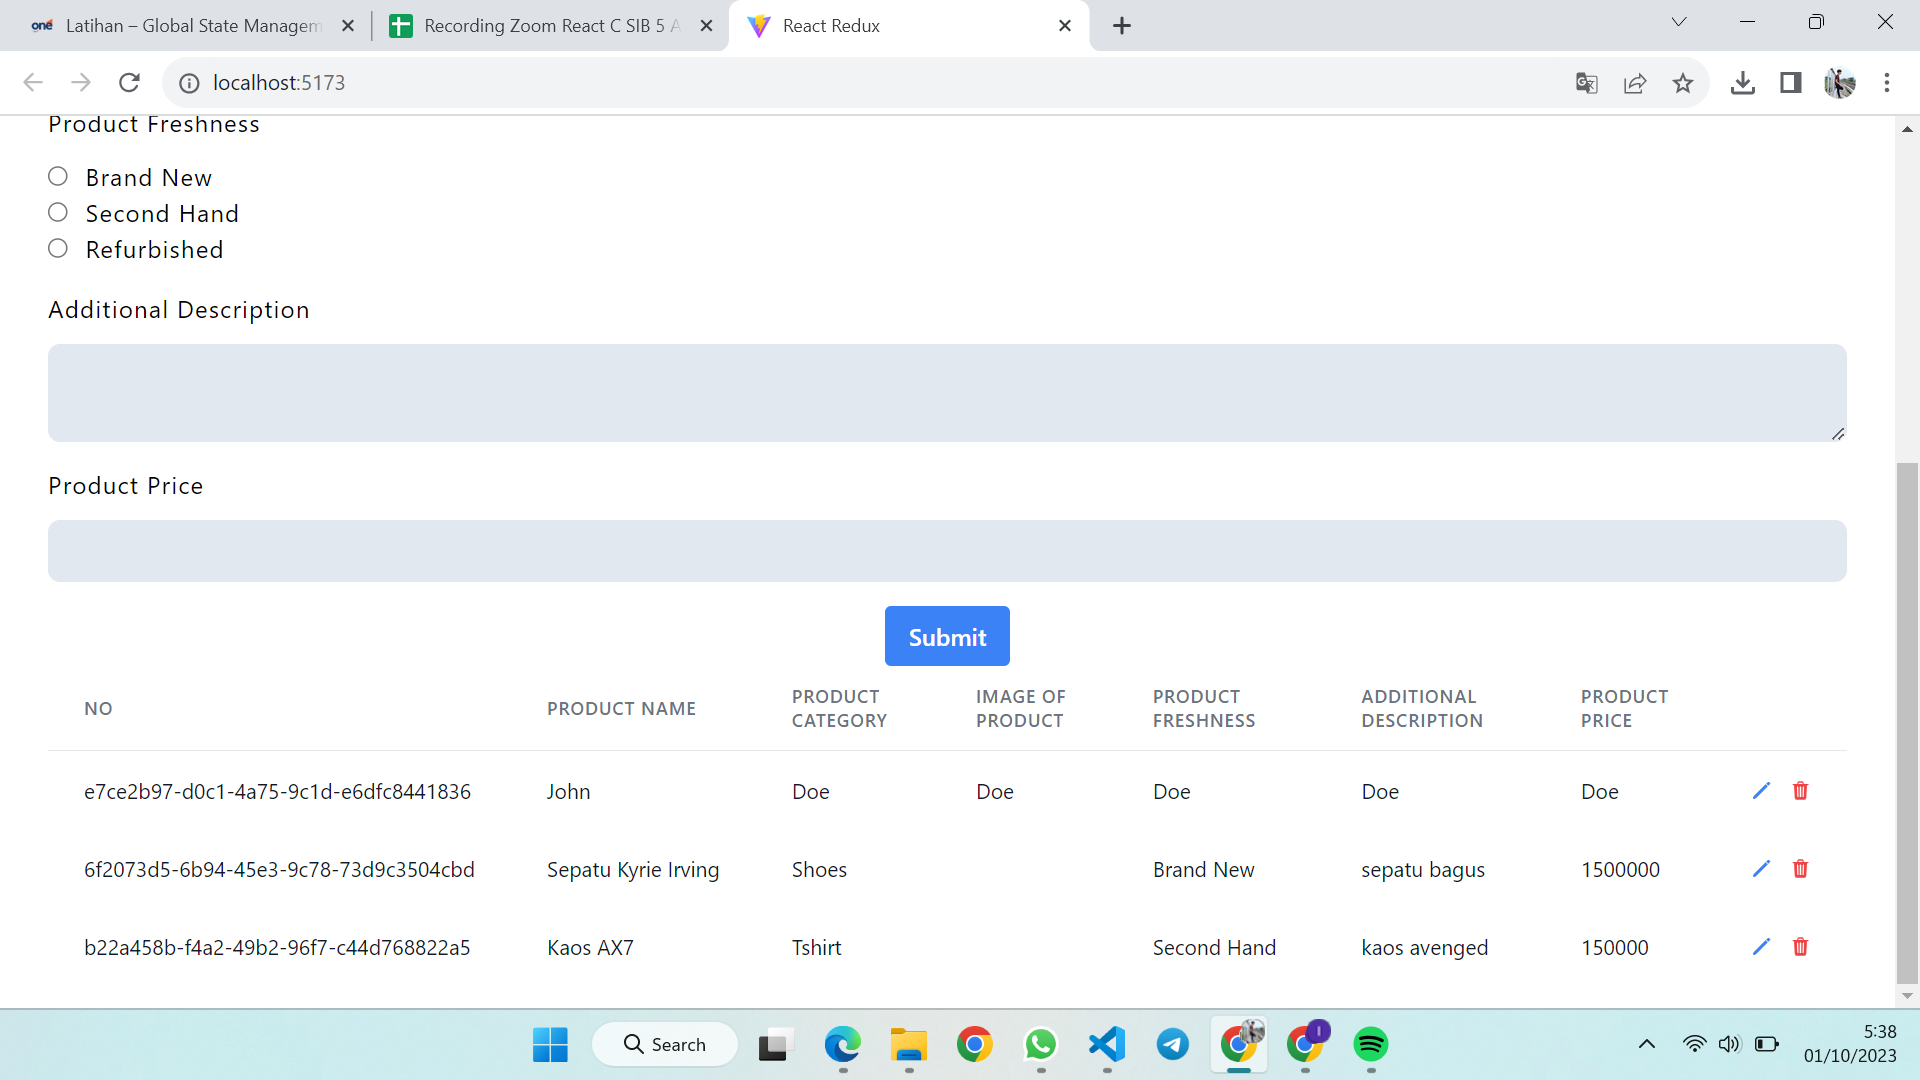 one Latihan – Global State Managem
Recording Zoom React C SIB 5 A
React Redux
localhost:5173
Product Freshness
Brand New
Second Hand
Refurbished
Additional Description
Product Price
Submit
NO PRODUCT NAME PRODUCT CATEGORY IMAGE OF PRODUCT PRODUCT FRESHNESS ADDITIONAL DESCRIPTION PRODUCT PRICE
e7ce2b97-d0c1-4a75-9c1d-e6dfc8441836 John Doe Doe Doe Doe Doe
6f2073d5-6b94-45e3-9c78-73d9c3504cbd Sepatu Kyrie Irving Shoes Brand New sepatu bagus 1500000
b22a458b-f4a2-49b2-96f7-c44d768822a5 Kaos AX7 Tshirt Second Hand kaos avenged 150000
Search
I
5:38
01/10/2023